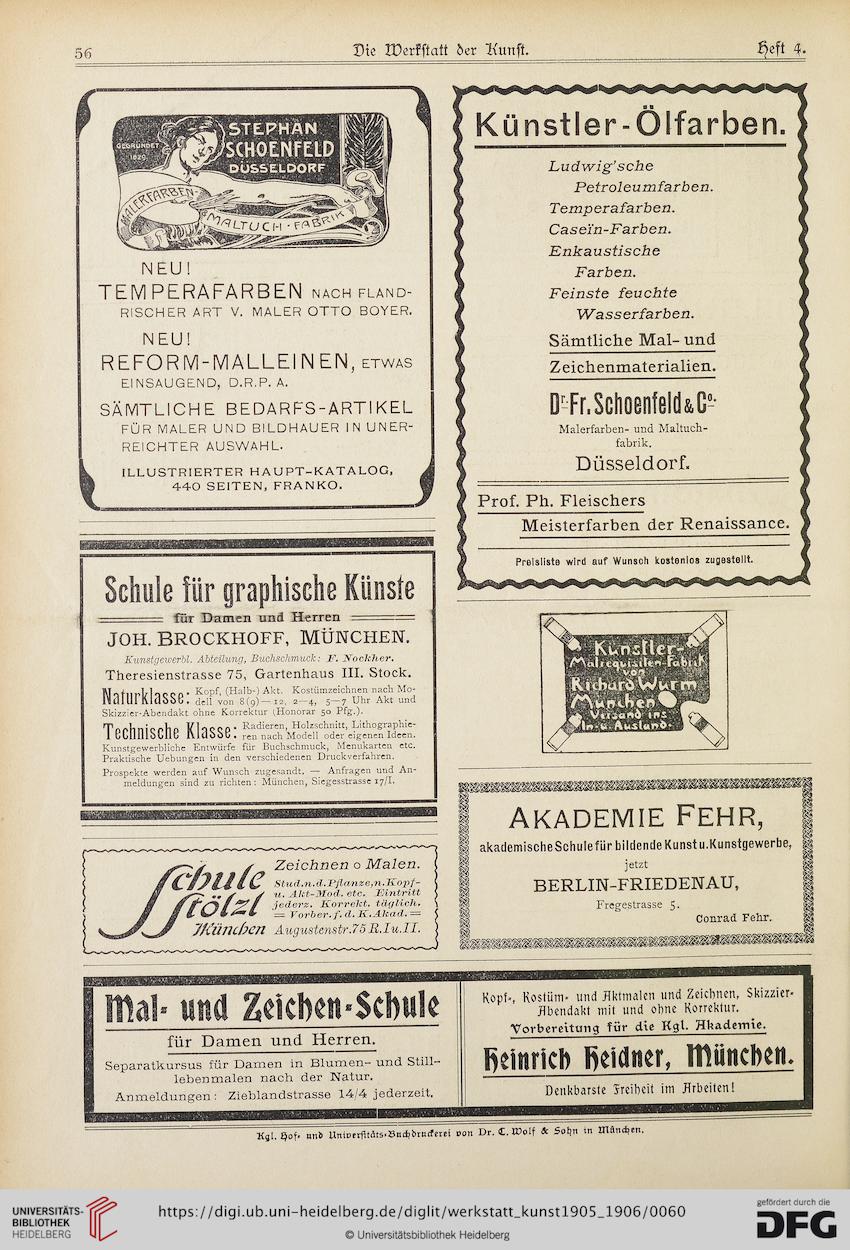 56
Die Werkstatt der Kunst.
Heft 4.
GEGRÜNDET
1829
STEPHAN
SCHOENFELD
DÜSSELDORF
MALERFARBEN-
MALTUCH-FABRIK
NEU!
TEMPERAFARBEN NACH FLAND-
RISCHER ART V. MALER OTTO BOYER.
NEU!
REFORM-MALLEINEN, ETWAS
EINSAUGEND, D.R.P. A.
SÄMTLICHE BEDARFS-ARTIKEL
FÜR MALER UND BILDHAUER IN UNER-
REICHTER AUSWAHL.
ILLUSTRIERTER HAUPT-KATALOG,
440 SEITEN, FRANKO.
Schule für graphische Künste
für Damen und Herren
JOH. BROCKHOFF, MÜNCHEN.
Kunstgewerbl. Abteilung, Buchschmuck: F. Nockher.
Theresienstrasse 75, Gartenhaus III. Stock.
Naturklasse: Kopf, (Halb-) Akt. Kostümzeichnen nach Mo-
dell von 8(9)—12, 2—4, 5—7 Uhr Akt und
Skizzier-Abendakt ohne Korrektur (Honorar 50 Pfg.).
Technische Klasse: Radieren, Holzschnitt, Lithographie-
ren nach Modell oder eigenen Ideen.
Kunstgewerbliche Entwürfe für Buchschmuck, Menukarten etc.
Praktische Uebungen in den verschiedenen Druckverfahren.
Prospekte werden auf Wunsch zugesandt. — Anfragen und An-
meldungen sind zu richten: München, Siegesstrasse 17/I.
Schule
Stölzl
München
Zeichnen o Malen.
Stud.n.d.Pflanze,n.Kopf-
u. Akt-Mod. etc. Eintritt
jederz. Korrekt. täglich.
= Vorber.f.d.K.Akad. =
Augustenstr.75 R.Iu.II.
Künstler-Ölfarben.
Ludwig'sche
Petroleumfarben.
Temperafarben.
Caseïn-Farben.
Enkaustische
Farben.
Feinste feuchte
Wasserfarben.
Sämtliche Mal- und
Zeichenmaterialien.
Dr. Fr. Schoenfeld & Co.
Malerfarben- und Maltuch-
fabrik.
Düsseldorf.
Prof. Ph. Fleischers
Meisterfarben der Renaissance.
Preisliste wird auf Wunsch kostenlos zugestellt.
Künstler-
Malrequisiten-Fabrik
von
Richard Wurm
München
Versand ins
In- u. Ausland.
AKADEMIE FEHR,
akademische Schule für bildende Kunst u. Kunstgewerbe,
jetzt
BERLIN-FRIEDENAU,
Fregestrasse 5.
Conrad Fehr.
Mal- und Zeichen-Schule
für Damen und Herren.
Separatkursus für Damen in Blumen- und Still-
lebenmalen nach der Natur.
Anmeldungen: Zieblandstrasse 14/4 jederzeit.
Kopf-, Kostüm- und Aktmalen und Zeichnen, Skizzier-
Abendakt mit und ohne Korrektur.
Vorbereitung für die Kgl. Akademie.
Heinrich Heidner, München.
Denkbarste Freiheit im Arbeiten!
Kgl. Hof- und Universitäts-Buchdruckerei von Dr. C. Wolf & Sohn in München.
UNIVERSITÄTS-
BIBLIOTHEK
HEIDELBERG
https://digi.ub.uni-heidelberg.de/diglit/werkstatt_kunst1905_1906/0060
© Universitätsbibliothek Heidelberg
gefördert durch die
DFG